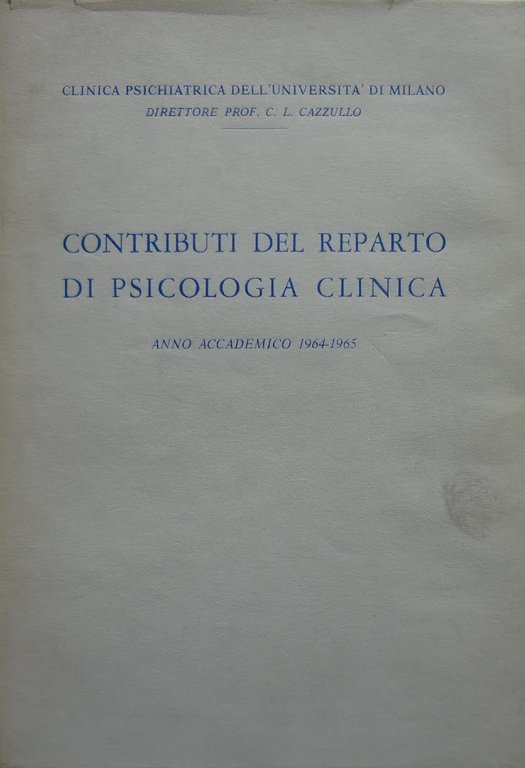 CLINICA PSICHIATRICA DELL'UNIVERSITA' DI MILANO
DIRETTORE PROF. C. L. CAZZULLO
CONTRIBUTI DEL REPARTO
DI PSICOLOGIA CLINICA
ANNO ACCADEMICO 1964-1965